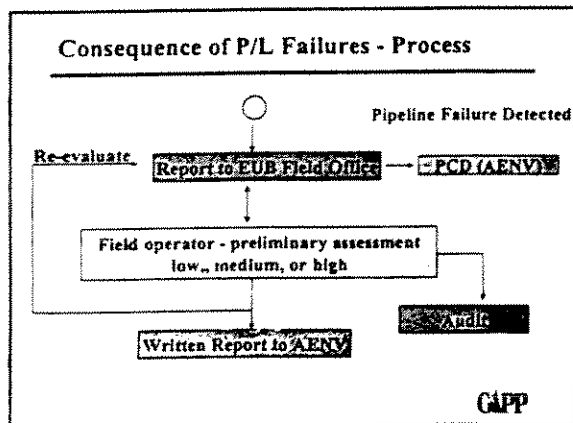 Consequence of P/L Failures - Process
Pipeline Failure Detected
Re-evaluate
Report to EUB Field Office
PCD (AENV)
Field operator - preliminary assessment
low,, medium, or high
Audit
Written Report to AENV
CAPP